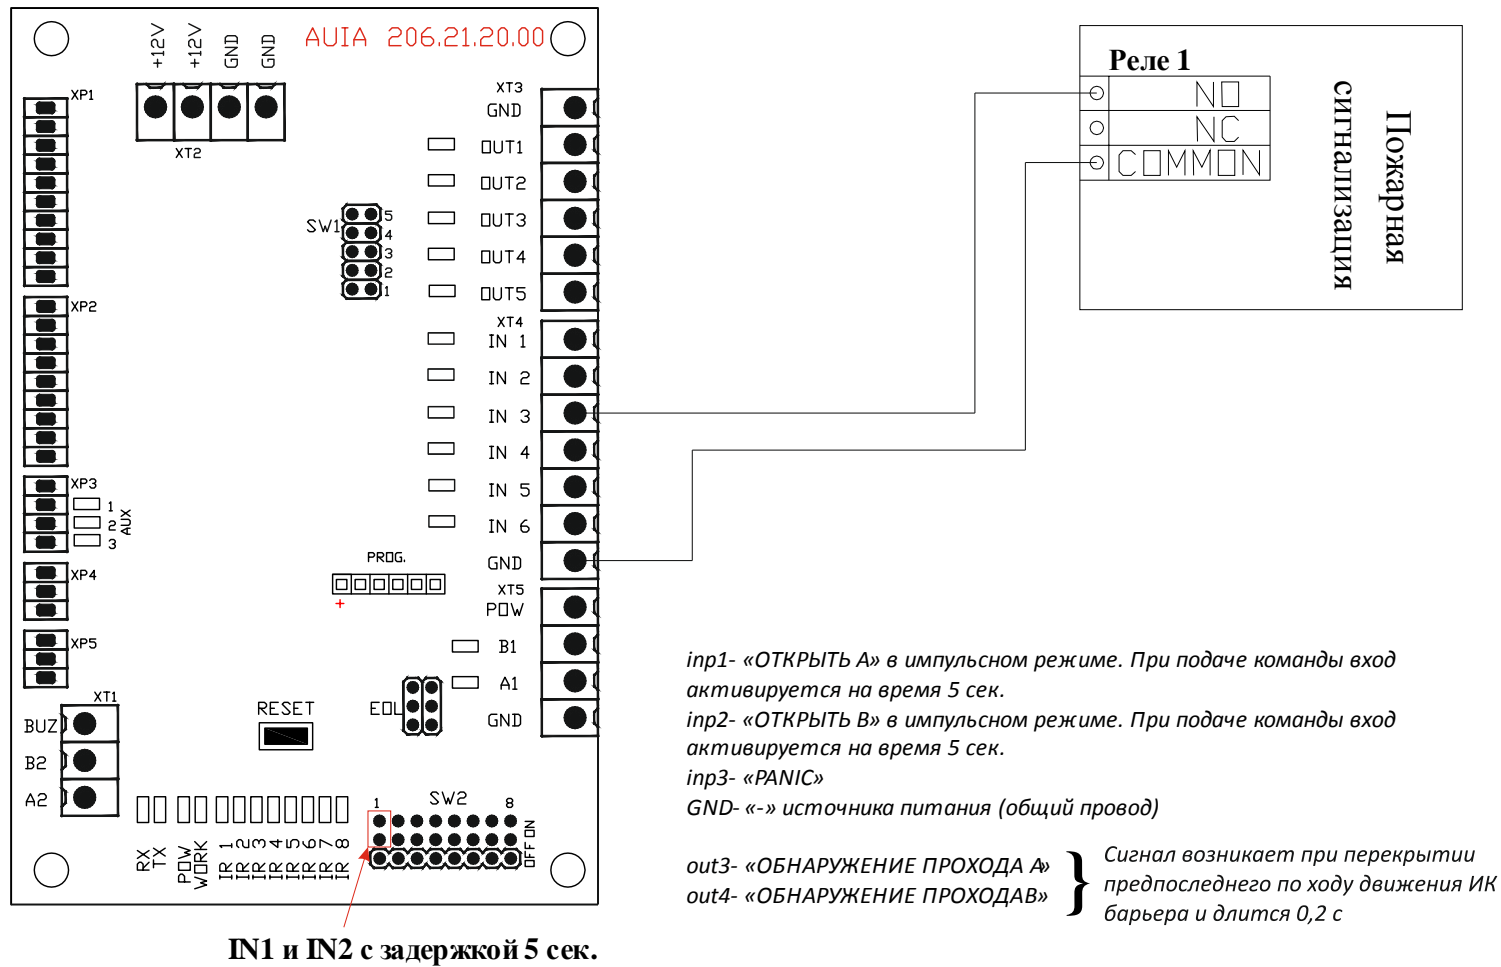 AUIA 206.21.20.00
+12V
+12V
GND
GND
XT2
XP1
XP2
XP3
1
2
3
AUX
XP4
XP5
XT1
BUZ
B2
A2
SW1
5
4
3
2
1
XT3
GND
OUT1
OUT2
OUT3
OUT4
OUT5
XT4
IN 1
IN 2
IN 3
IN 4
IN 5
IN 6
GND
XT5
POW
B1
A1
GND
PROG.
+
RESET
EOL
RX
TX
POW
WORK
IR 1
IR 2
IR 3
IR 4
IR 5
IR 6
IR 7
IR 8
SW2
1
8
OFF ON
IN1 и IN2 с задержкой 5 сек.
Реле 1
NO
NC
COMMON
Пожарная
сигнализация
inp1- «ОТКРЫТЬ А» в импульсном режиме. При подаче команды вход
активируется на время 5 сек.
inp2- «ОТКРЫТЬ В» в импульсном режиме. При подаче команды вход
активируется на время 5 сек.
inp3- «PANIC»
GND- «-» источника питания (общий провод)
out3- «ОБНАРУЖЕНИЕ ПРОХОДА А»
out4- «ОБНАРУЖЕНИЕ ПРОХОДАВ»
Сигнал возникает при перекрытии
предпоследнего по ходу движения ИК
барьера и длится 0,2 с